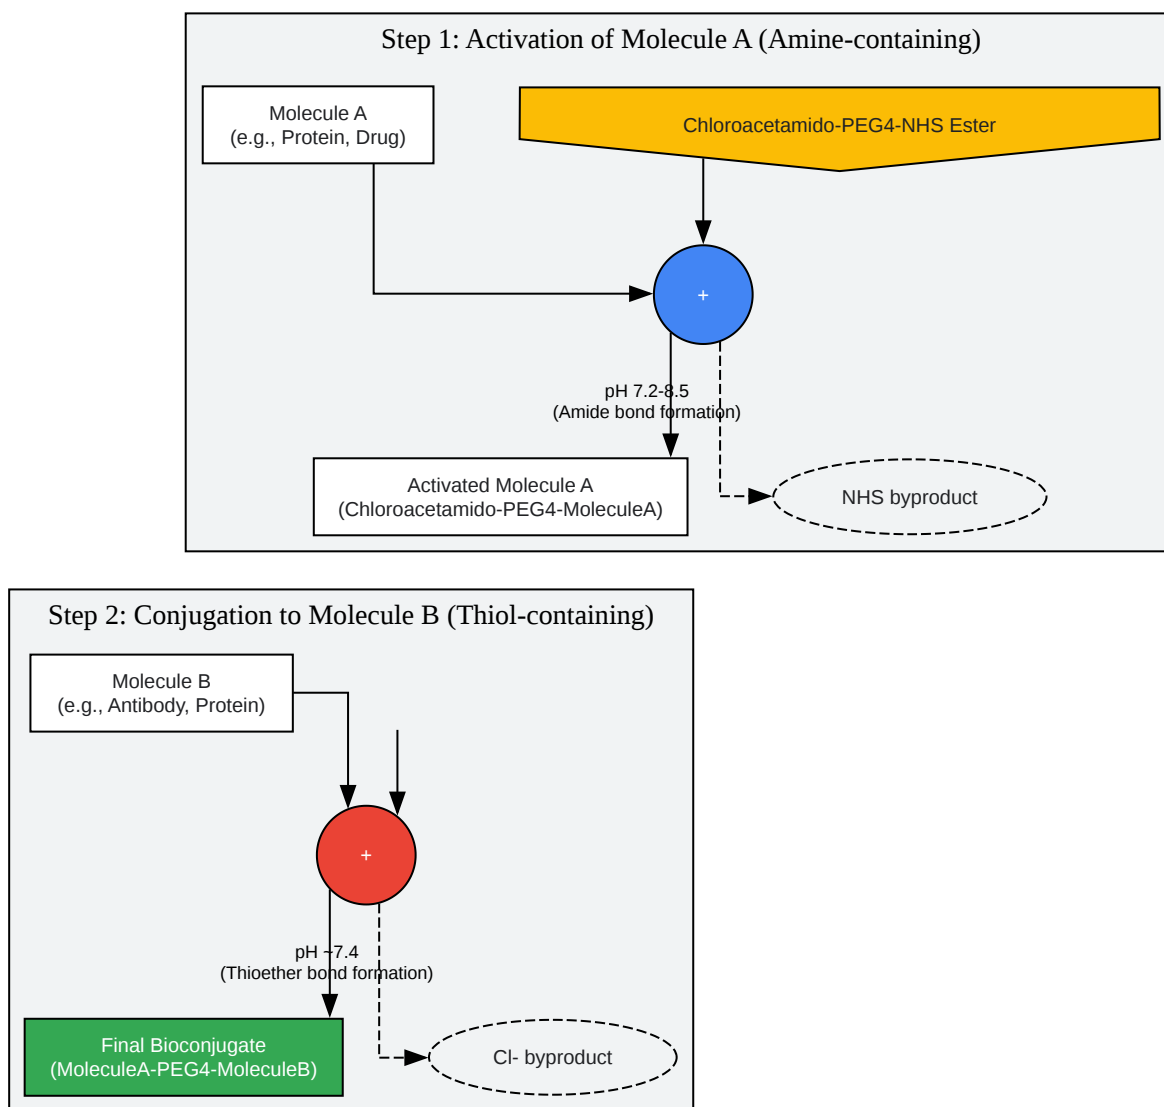 Step 1: Activation of Molecule A (Amine-containing)
Molecule A
(e.g., Protein, Drug)
Chloroacetamido-PEG4-NHS Ester
+
pH 7.2-8.5
(Amide bond formation)
Activated Molecule A
(Chloroacetamido-PEG4-MoleculeA)
NHS byproduct
Step 2: Conjugation to Molecule B (Thiol-containing)
Molecule B
(e.g., Antibody, Protein)
+
pH ~7.4
(Thioether bond formation)
Final Bioconjugate
(MoleculeA-PEG4-MoleculeB)
Cl- byproduct